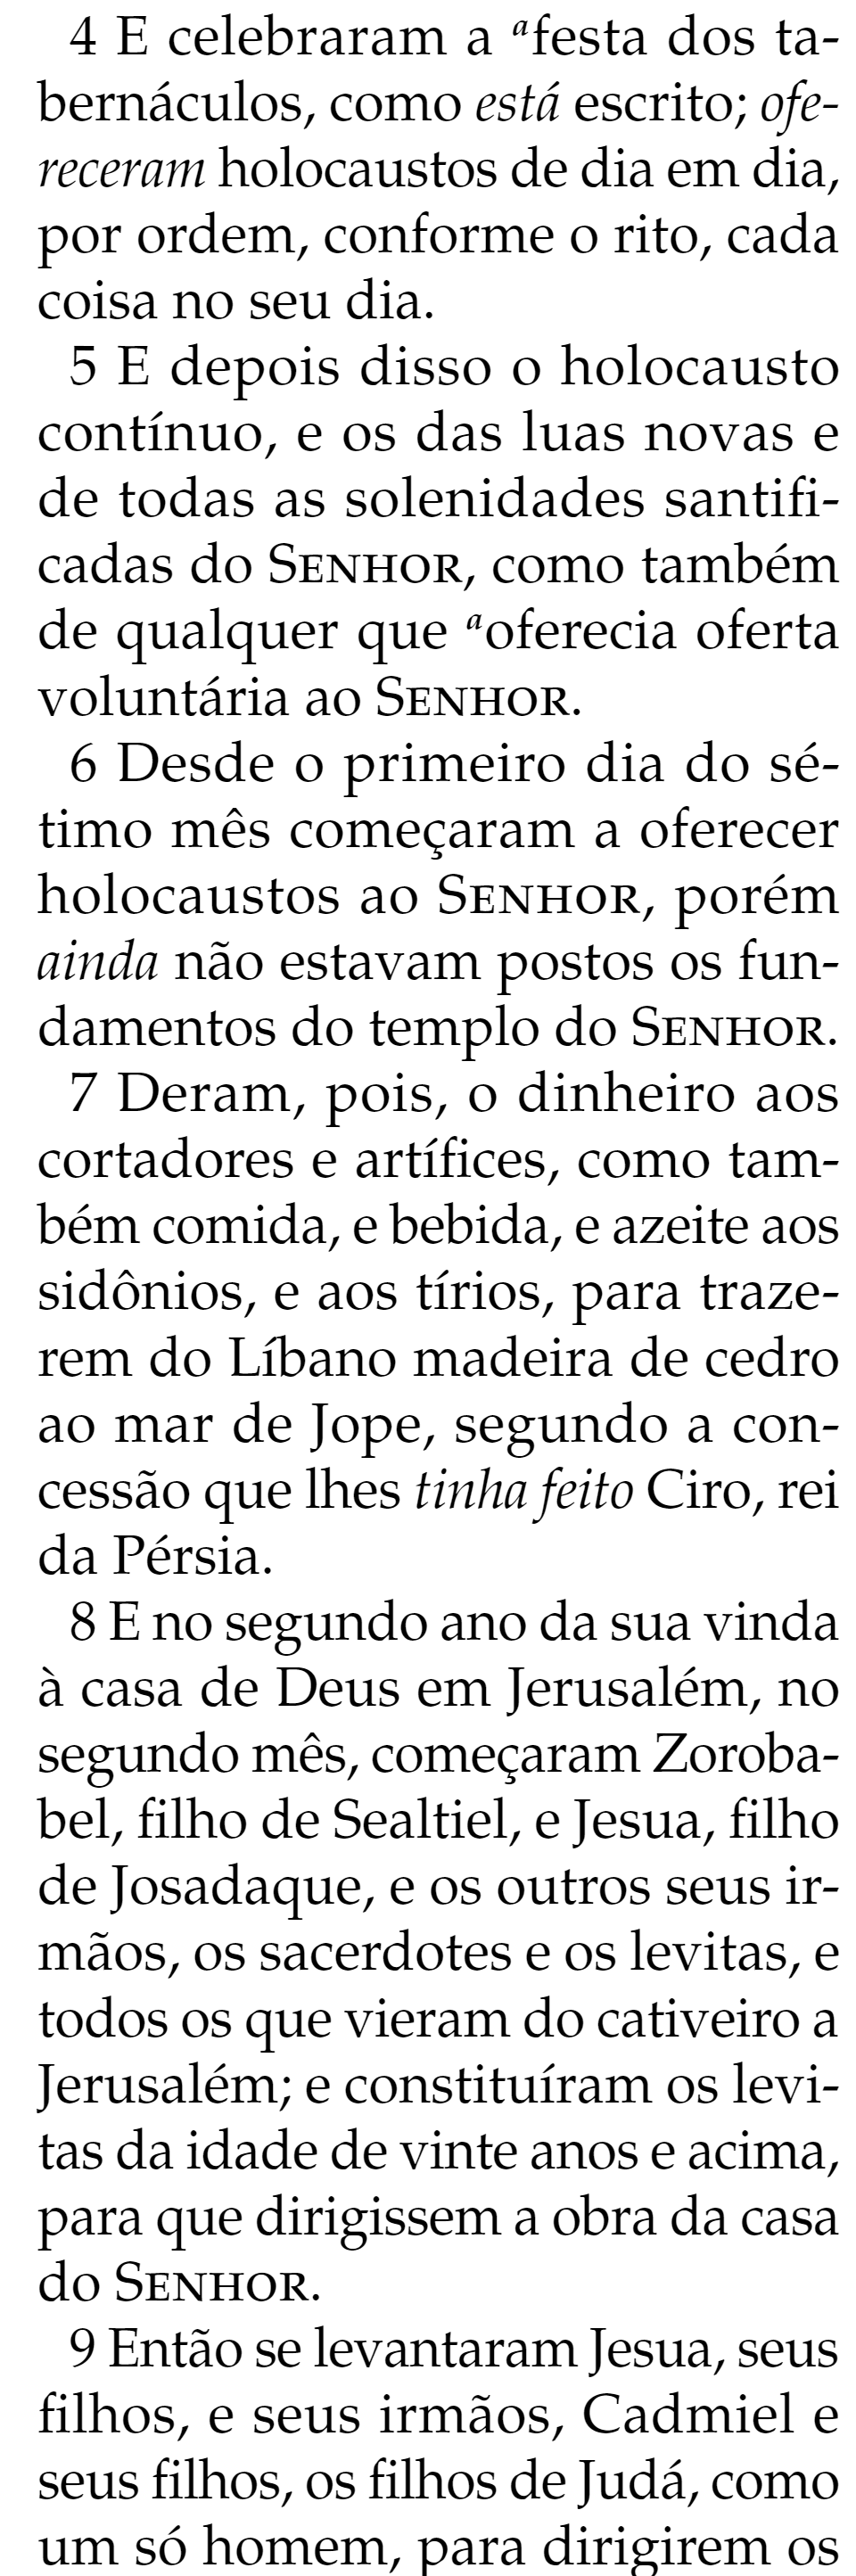 4 E celebraram a ᵃfesta dos ta-
bernáculos, como está escrito; ofe-
receram holocaustos de dia em dia,
por ordem, conforme o rito, cada
coisa no seu dia.
5 E depois disso o holocausto
contínuo, e os das luas novas e
de todas as solenidades santifi-
cadas do SENHOR, como também
de qualquer que ᵃoferecia oferta
voluntária ao SENHOR.
6 Desde o primeiro dia do sé-
timo mês começaram a oferecer
holocaustos ao SENHOR, porém
ainda não estavam postos os fun-
damentos do templo do SENHOR.
7 Deram, pois, o dinheiro aos
cortadores e artífices, como tam-
bém comida, e bebida, e azeite aos
sidônios, e aos tírios, para traze-
rem do Líbano madeira de cedro
ao mar de Jope, segundo a con-
cessão que lhes tinha feito Ciro, rei
da Pérsia.
8 E no segundo ano da sua vinda
à casa de Deus em Jerusalém, no
segundo mês, começaram Zoroba-
bel, filho de Sealtiel, e Jesua, filho
de Josadaque, e os outros seus ir-
mãos, os sacerdotes e os levitas, e
todos os que vieram do cativeiro a
Jerusalém; e constituíram os levi-
tas da idade de vinte anos e acima,
para que dirigissem a obra da casa
do SENHOR.
9 Então se levantaram Jesua, seus
filhos, e seus irmãos, Cadmiel e
seus filhos, os filhos de Judá, como
um só homem, para dirigirem os